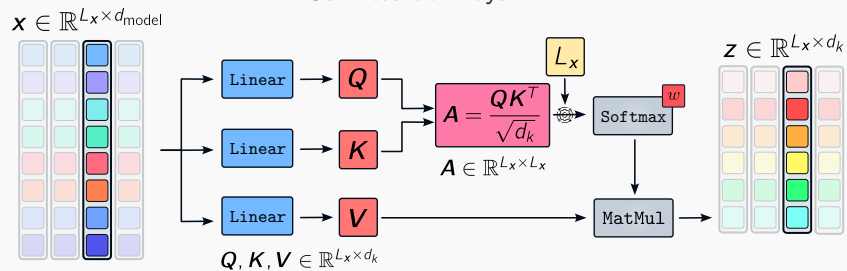 x ∈ ℝ^{L_x × d_model}
L_x
z ∈ ℝ^{L_x × d_k}
Linear
Q
A = QK^T / √d_k
Softmax
w
Linear
K
A ∈ ℝ^{L_x × L_x}
Linear
V
MatMul
Q, K, V ∈ ℝ^{L_x × d_k}